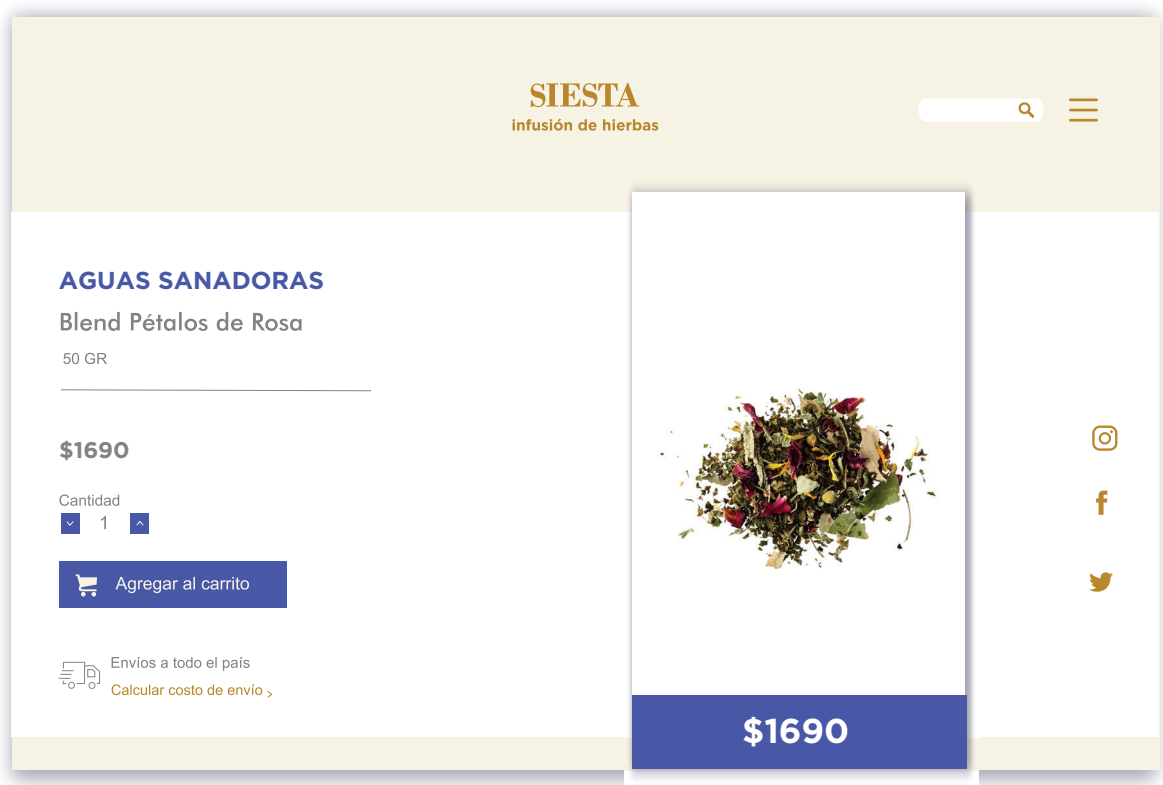 SIESTA
infusión de hierbas
AGUAS SANADORAS
Blend Pétalos de Rosa
50 GR
$1690
Cantidad
1
Agregar al carrito
Envíos a todo el país
Calcular costo de envío ›
$1690